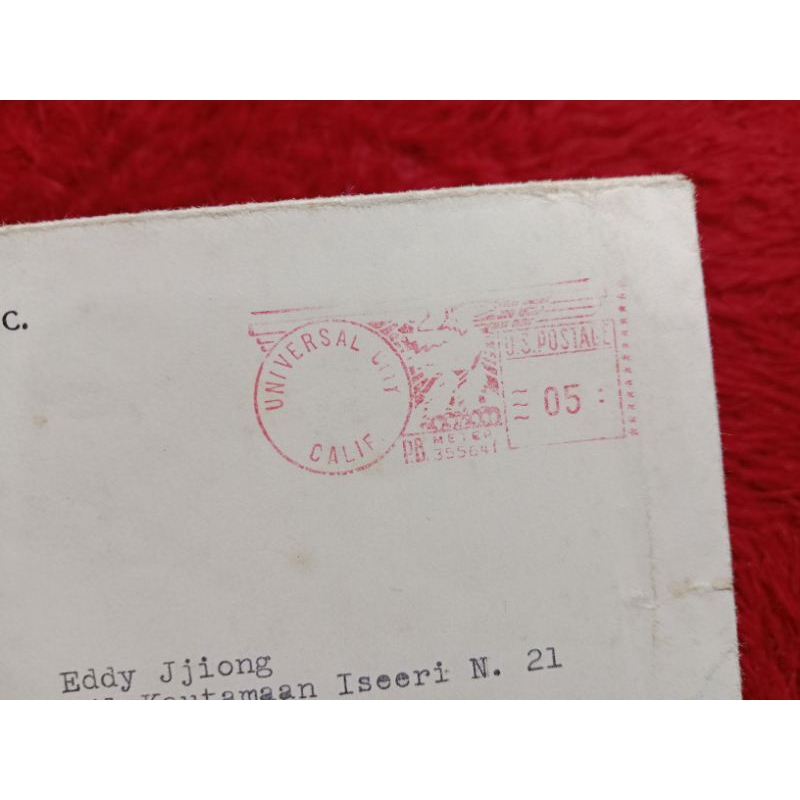 C.
UNIVERSAL CITY
CALIF.
U.S. POSTAGE
05
P.B. METER
355641
Eddy Jjiong
Keutamaan Iseeri N. 21